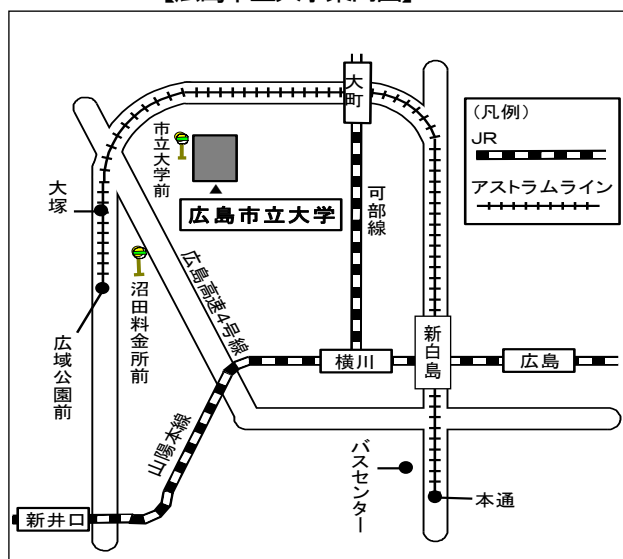 【広島市立大学案内図】
大町
(凡例)
JR
アストラムライン
市立大学前
広島市立大学
大塚
可部線
広島高速4号線
沼田料金所前
広域公園前
新白島
横川
広島
山陽本線
バスセンター
本通
新井口